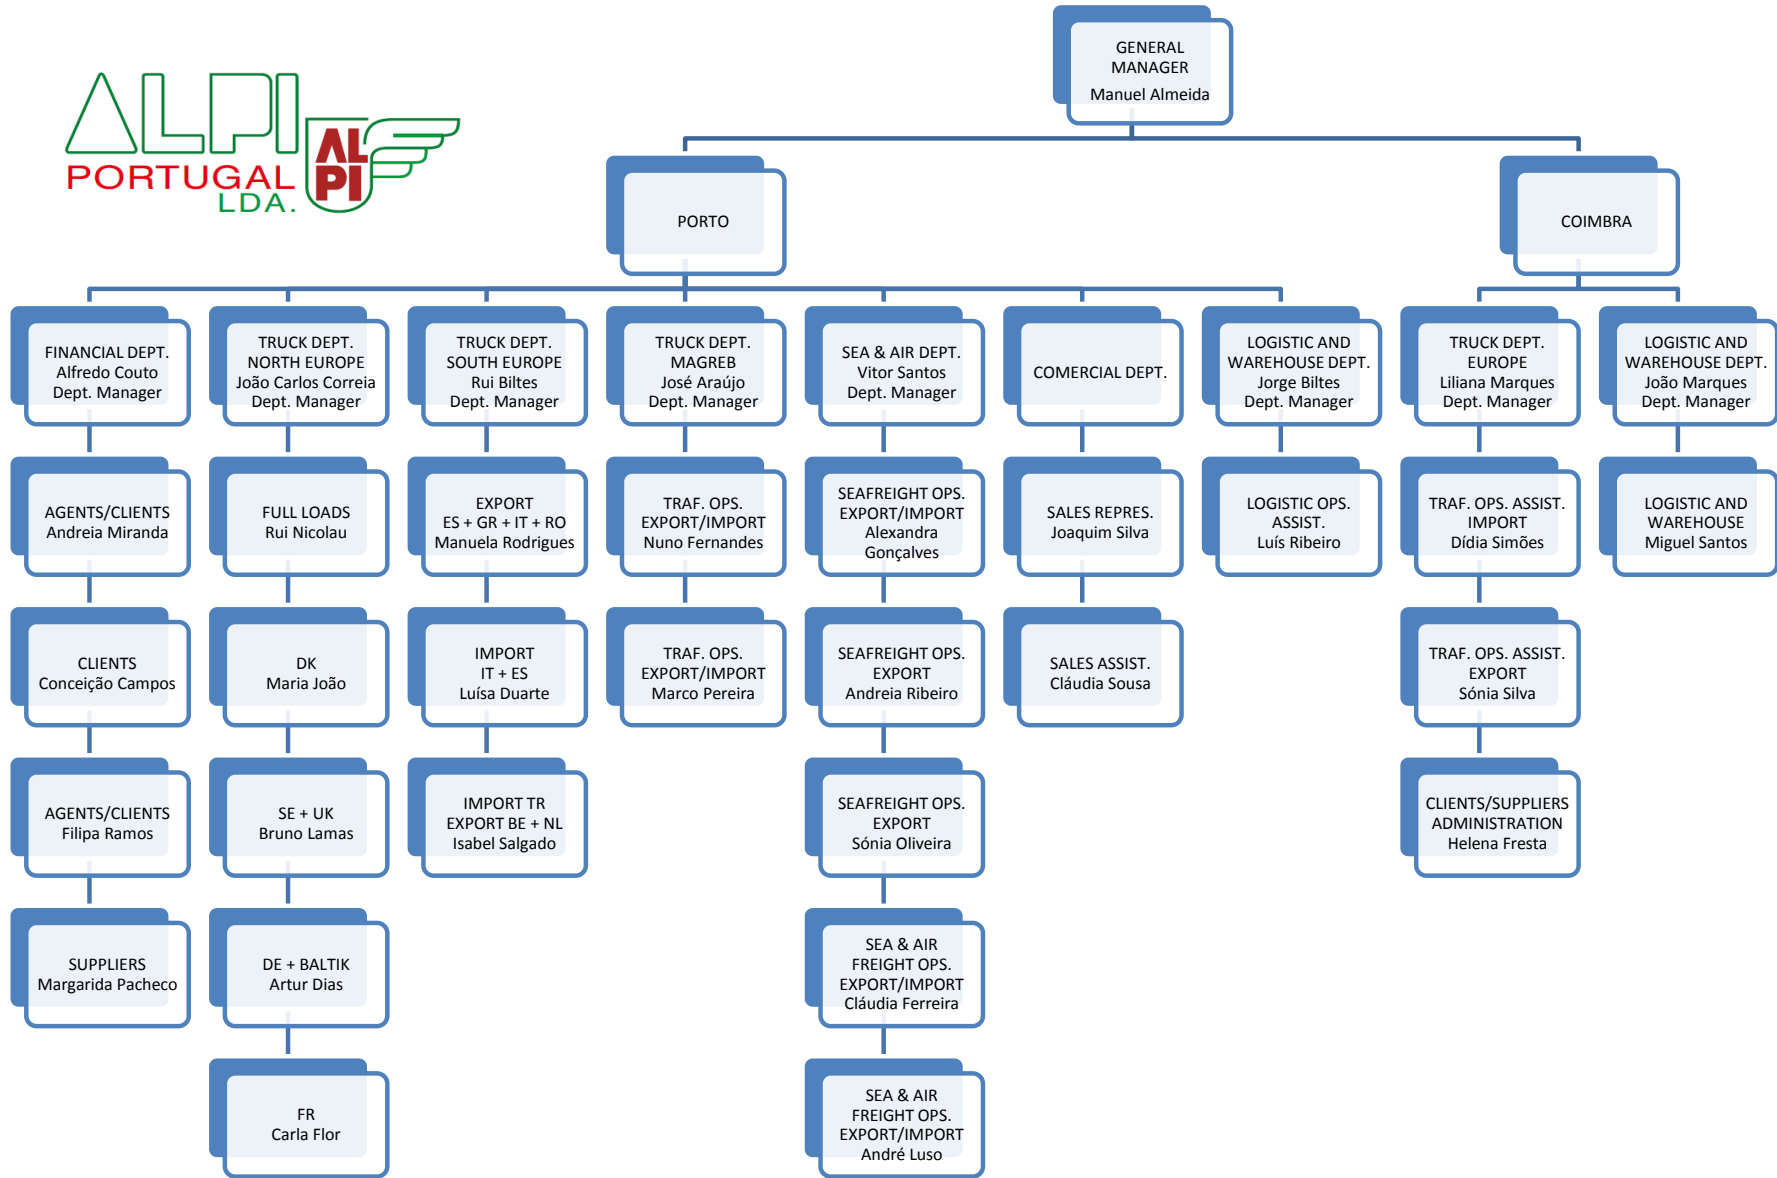 GENERAL
MANAGER
Manuel Almeida
ALPI
PORTUGAL
LDA.
AL
PI
PORTO
COIMBRA
FINANCIAL DEPT.
Alfredo Couto
Dept. Manager
TRUCK DEPT.
NORTH EUROPE
João Carlos Correia
Dept. Manager
TRUCK DEPT.
SOUTH EUROPE
Rui Biltes
Dept. Manager
TRUCK DEPT.
MAGREB
José Araújo
Dept. Manager
SEA & AIR DEPT.
Vitor Santos
Dept. Manager
COMERCIAL DEPT.
LOGISTIC AND
WAREHOUSE DEPT.
Jorge Biltes
Dept. Manager
TRUCK DEPT.
EUROPE
Liliana Marques
Dept. Manager
LOGISTIC AND
WAREHOUSE DEPT.
João Marques
Dept. Manager
AGENTS/CLIENTS
Andreia Miranda
FULL LOADS
Rui Nicolau
EXPORT
ES + GR + IT + RO
Manuela Rodrigues
TRAF. OPS.
EXPORT/IMPORT
Nuno Fernandes
SEAFREIGHT OPS.
EXPORT/IMPORT
Alexandra
Gonçalves
SALES REPRES.
Joaquim Silva
LOGISTIC OPS.
ASSIST.
Luís Ribeiro
TRAF. OPS. ASSIST.
IMPORT
Dídia Simões
LOGISTIC AND
WAREHOUSE
Miguel Santos
CLIENTS
Conceição Campos
DK
Maria João
IMPORT
IT + ES
Luísa Duarte
TRAF. OPS.
EXPORT/IMPORT
Marco Pereira
SEAFREIGHT OPS.
EXPORT
Andreia Ribeiro
SALES ASSIST.
Cláudia Sousa
TRAF. OPS. ASSIST.
EXPORT
Sónia Silva
AGENTS/CLIENTS
Filipa Ramos
SE + UK
Bruno Lamas
IMPORT TR
EXPORT BE + NL
Isabel Salgado
SEAFREIGHT OPS.
EXPORT
Sónia Oliveira
CLIENTS/SUPPLIERS
ADMINISTRATION
Helena Fresta
SUPPLIERS
Margarida Pacheco
DE + BALTIK
Artur Dias
SEA & AIR
FREIGHT OPS.
EXPORT/IMPORT
Cláudia Ferreira
FR
Carla Flor
SEA & AIR
FREIGHT OPS.
EXPORT/IMPORT
André Luso